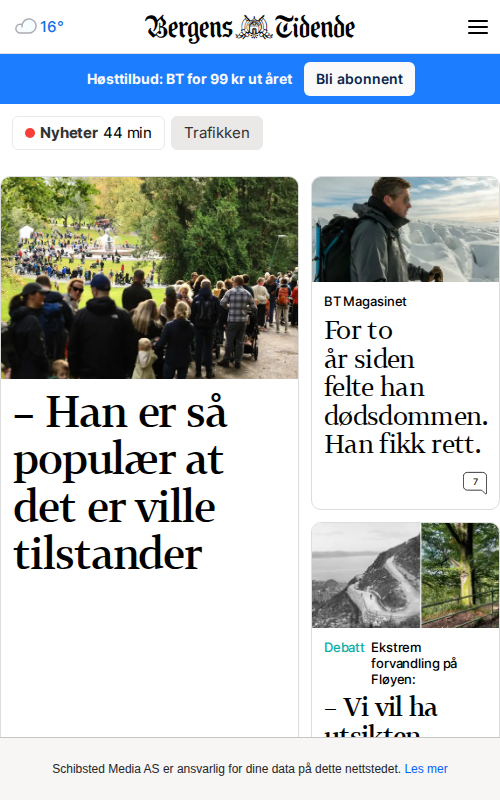 16°
Bergens Tidende
Høsttilbud: BT for 99 kr ut året
Bli abonnent
Nyheter 44 min
Trafikken
– Han er så
populær at
det er ville
tilstander
BT Magasinet
For to
år siden
felte han
dødsdommen.
Han fikk rett.
7
Debatt
Ekstrem
forvandling på
Fløyen:
– Vi vil ha
utsikten
Schibsted Media AS er ansvarlig for dine data på dette nettstedet. Les mer